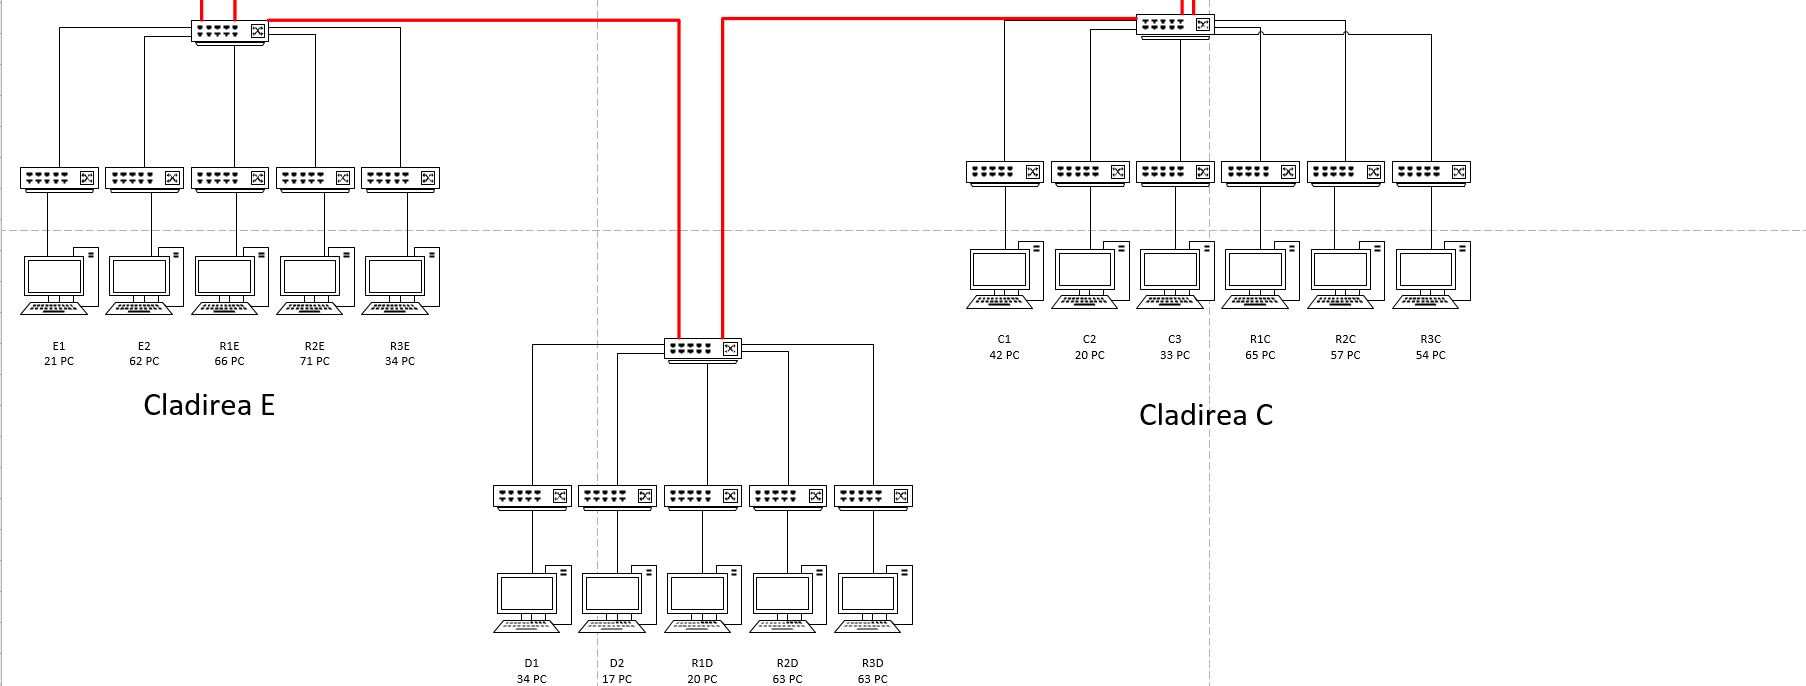 E1
21 PC
E2
62 PC
R1E
66 PC
R2E
71 PC
R3E
34 PC
Cladirea E
C1
42 PC
C2
20 PC
C3
33 PC
R1C
65 PC
R2C
57 PC
R3C
54 PC
Cladirea C
D1
34 PC
D2
17 PC
R1D
20 PC
R2D
63 PC
R3D
63 PC